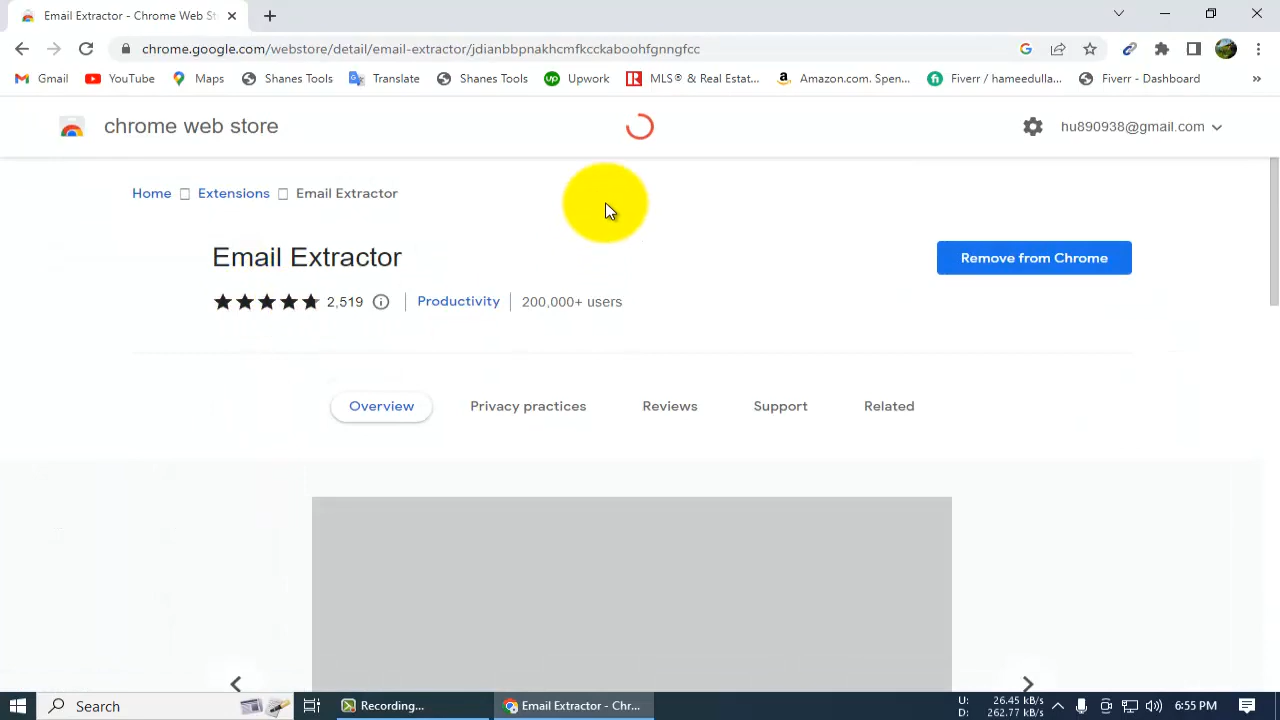 Email Extractor - Chrome Web Stor
chrome.google.com/webstore/detail/email-extractor/jdianbbpnakhcmfkcckaboohfgnngfcc
Gmail YouTube Maps Shanes Tools Translate Shanes Tools Upwork MLS® & Real Estat... Amazon.com. Spen... Fiverr / hameedulla... Fiverr - Dashboard »
chrome web store hu890938@gmail.com
Home Extensions Email Extractor
Email Extractor Remove from Chrome
2,519 Productivity 200,000+ users
Overview Privacy practices Reviews Support Related
Search Recording... Email Extractor - Chr... U: 26.45 kB/s 6:55 PM
D: 262.77 kB/s